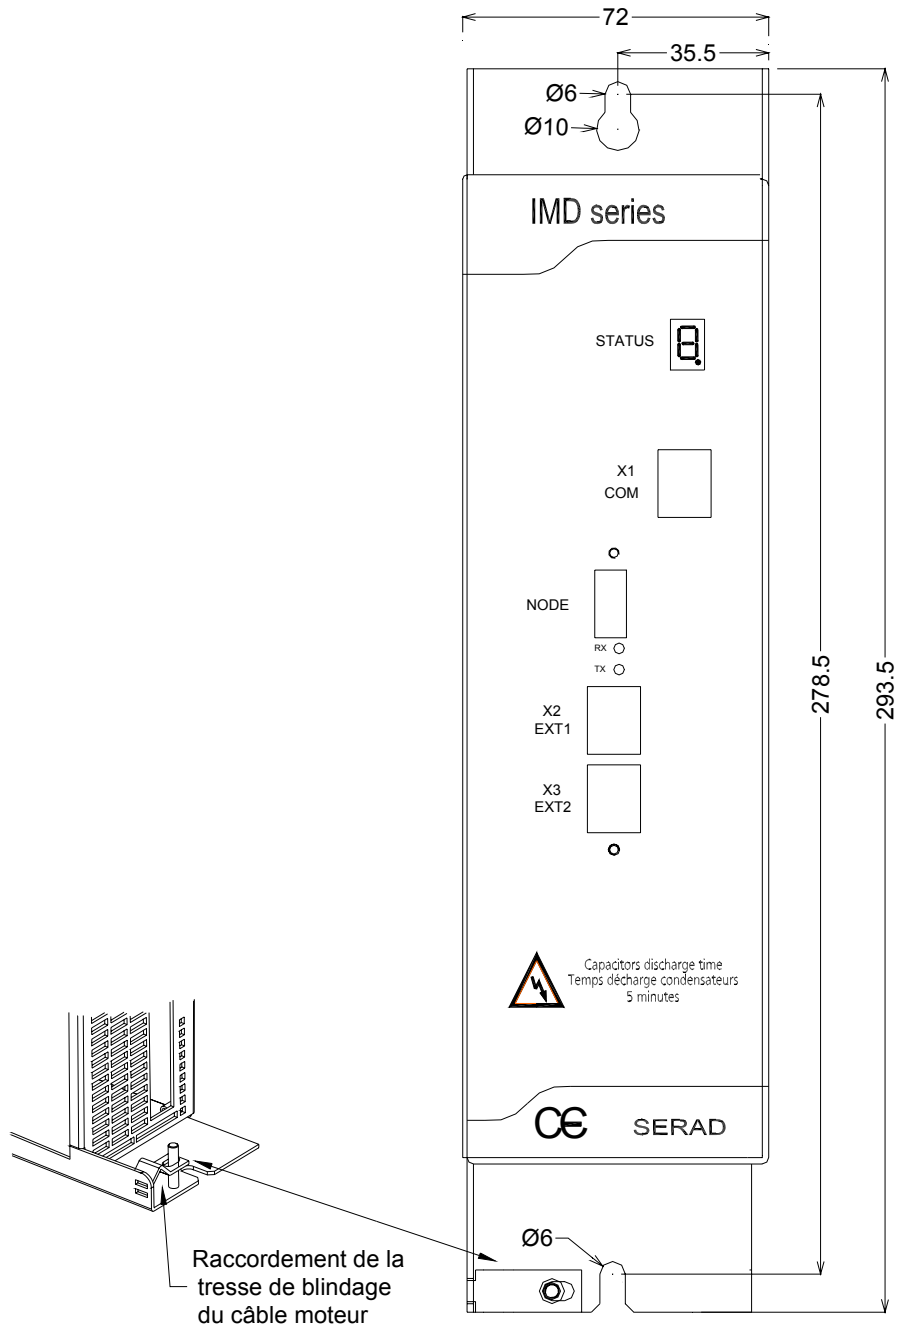 72
35.5
Ø6
Ø10
IMD series
STATUS
8.
X1
COM
NODE
RX
TX
278.5
293.5
X2
EXT1
X3
EXT2
Capacitors discharge time
Temps décharge condensateurs
5 minutes
CE
SERAD
Ø6
Raccordement de la
tresse de blindage
du câble moteur